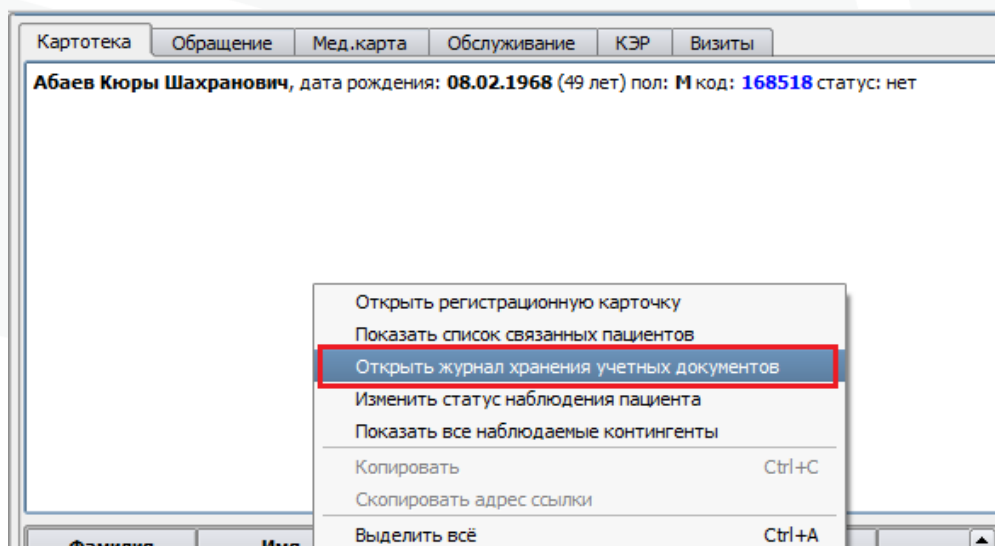 Картотека Обращение Мед.карта Обслуживание КЭР Визиты
Абаев Кюры Шахранович, дата рождения: 08.02.1968 (49 лет) пол: М код: 168518 статус: нет
Открыть регистрационную карточку
Показать список связанных пациентов
Открыть журнал хранения учетных документов
Изменить статус наблюдения пациента
Показать все наблюдаемые контингенты
Копировать Ctrl+C
Скопировать адрес ссылки
Выделить всё Ctrl+A
Фамилия Имя